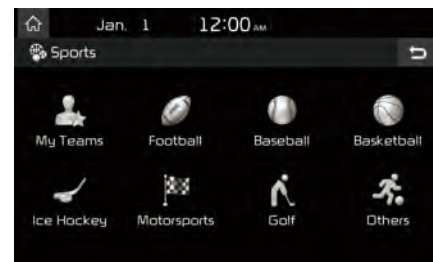 Jan. 1 12:00 AM
Sports
My Teams Football Baseball Basketball
Ice Hockey Motorsports Golf Others